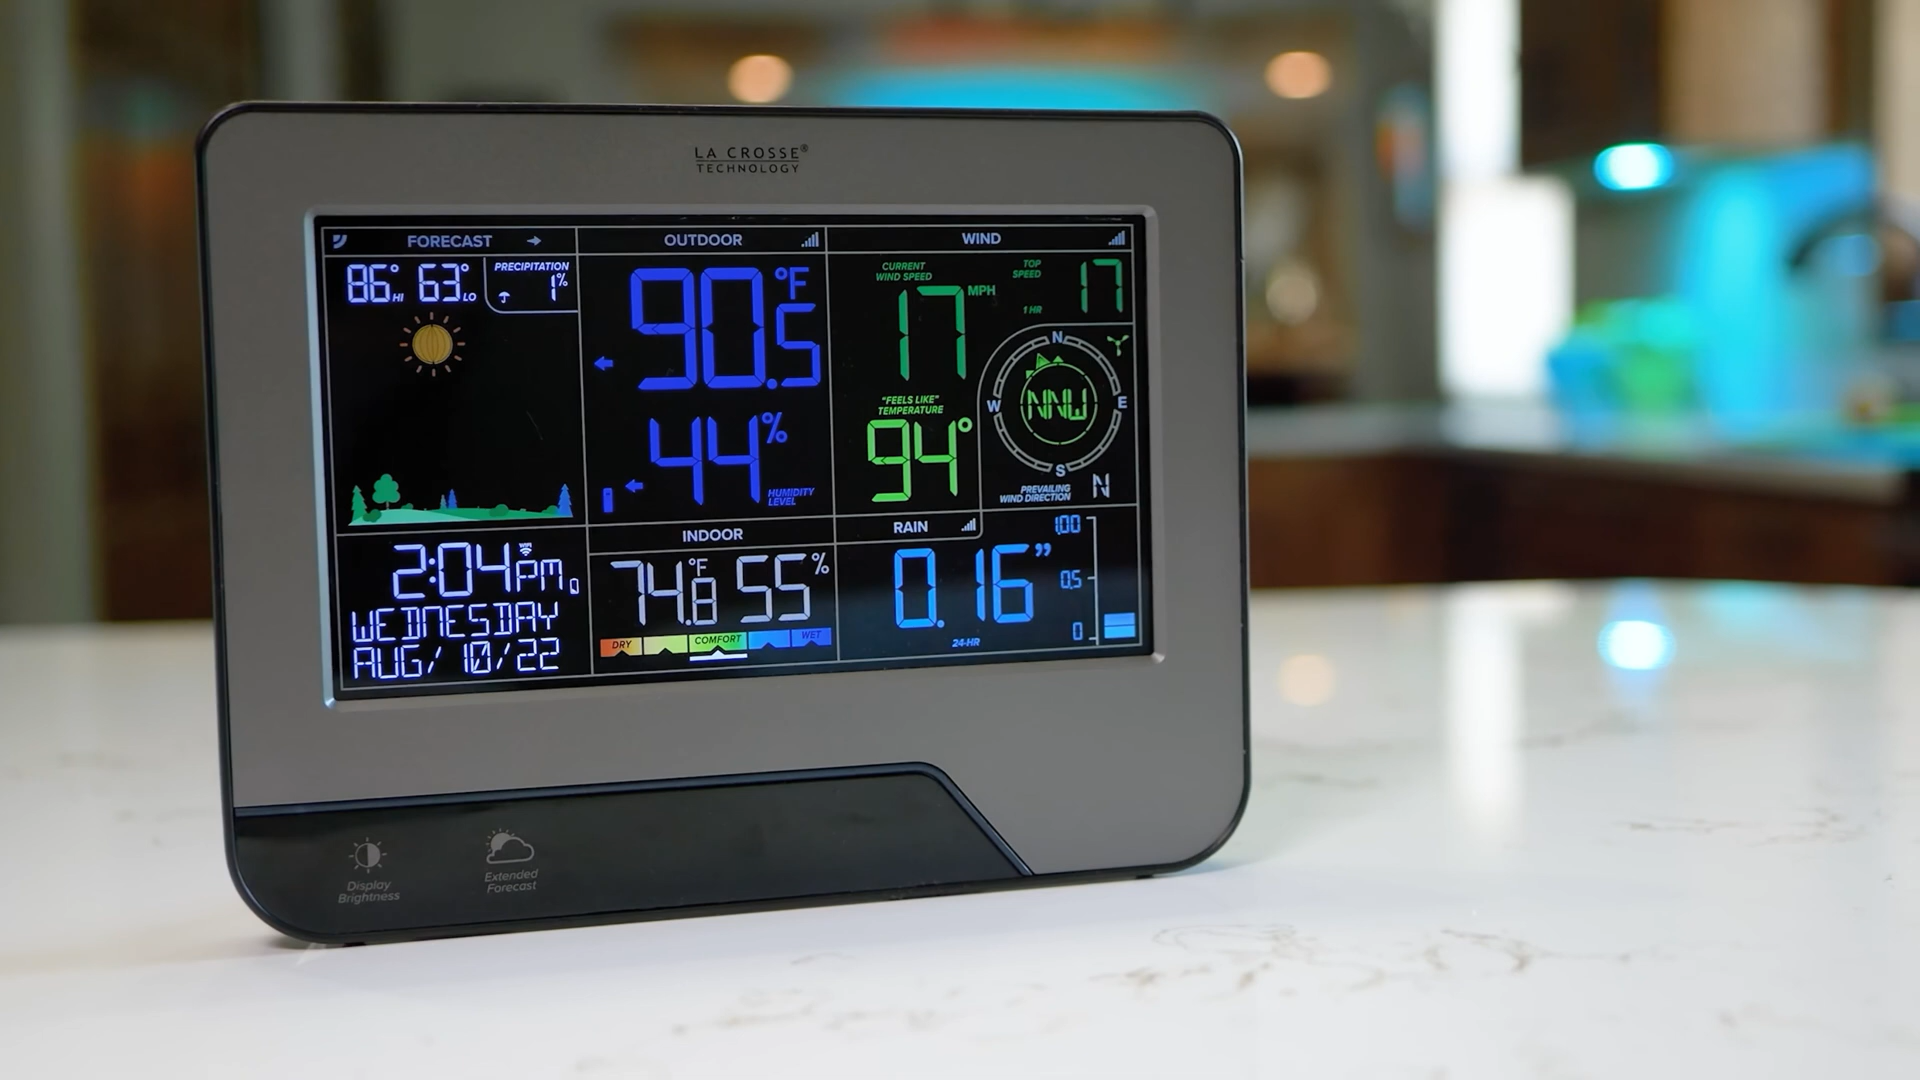 LA CROSSE®
TECHNOLOGY
FORECAST
86° HI 63° LO
PRECIPITATION
1%
2:04 PM
WIFI
WEDNESDAY
AUG/ 10/22
OUTDOOR
90.5 °F
44%
HUMIDITY
LEVEL
INDOOR
74.8 °F 55%
DRY COMFORT WET
WIND
CURRENT
WIND SPEED
17 MPH
TOP
SPEED
17
1 HR
"FEELS LIKE"
TEMPERATURE
94°
N
W NNW E
S
PREVAILING
WIND DIRECTION N
RAIN
0.16”
24-HR
1.00
0.5
0
Display
Brightness
Extended
Forecast